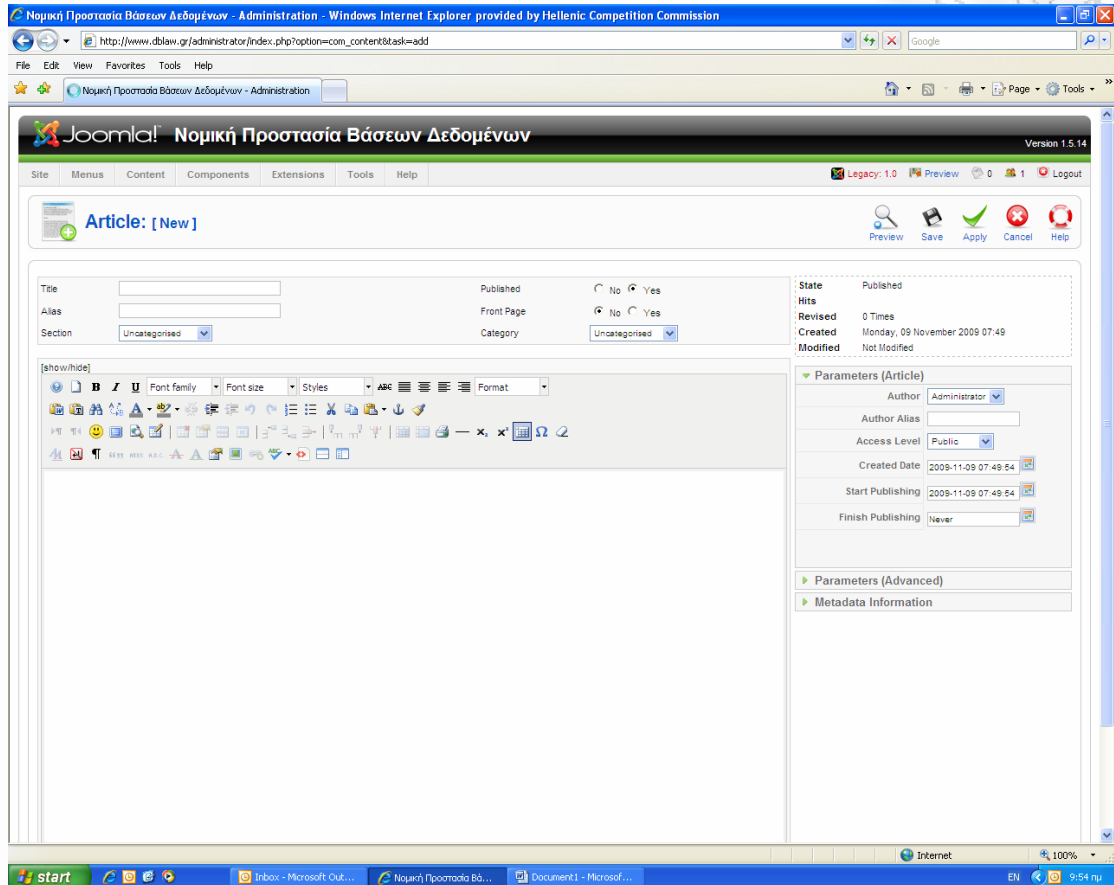 Νομική Προστασία Βάσεων Δεδομένων - Administration - Windows Internet Explorer provided by Hellenic Competition Commission
http://www.dblaw.gr/administrator/index.php?option=com_content&task=add
Google
File Edit View Favorites Tools Help
Νομική Προστασία Βάσεων Δεδομένων - Administration
Page Tools
Joomla! Νομική Προστασία Βάσεων Δεδομένων
Version 1.5.14
Site Menus Content Components Extensions Tools Help
Legacy: 1.0 Preview 0 1 Logout
Article: [ New ]
Preview Save Apply Cancel Help
Title
Published No Yes
Alias
Front Page No Yes
Section Uncategorised
Category Uncategorised
State Published
Hits
Revised 0 Times
Created Monday, 09 November 2009 07:49
Modified Not Modified
[show/hide]
B I U Font family Font size Styles ABC Format
Parameters (Article)
Author Administrator
Author Alias
Access Level Public
Created Date 2009-11-09 07:49:54
Start Publishing 2009-11-09 07:49:54
Finish Publishing Never
Parameters (Advanced)
Metadata Information
Internet 100%
start
Inbox - Microsoft Out...
Νομική Προστασία Βά...
Document1 - Microsof...
EN 9:54 πμ